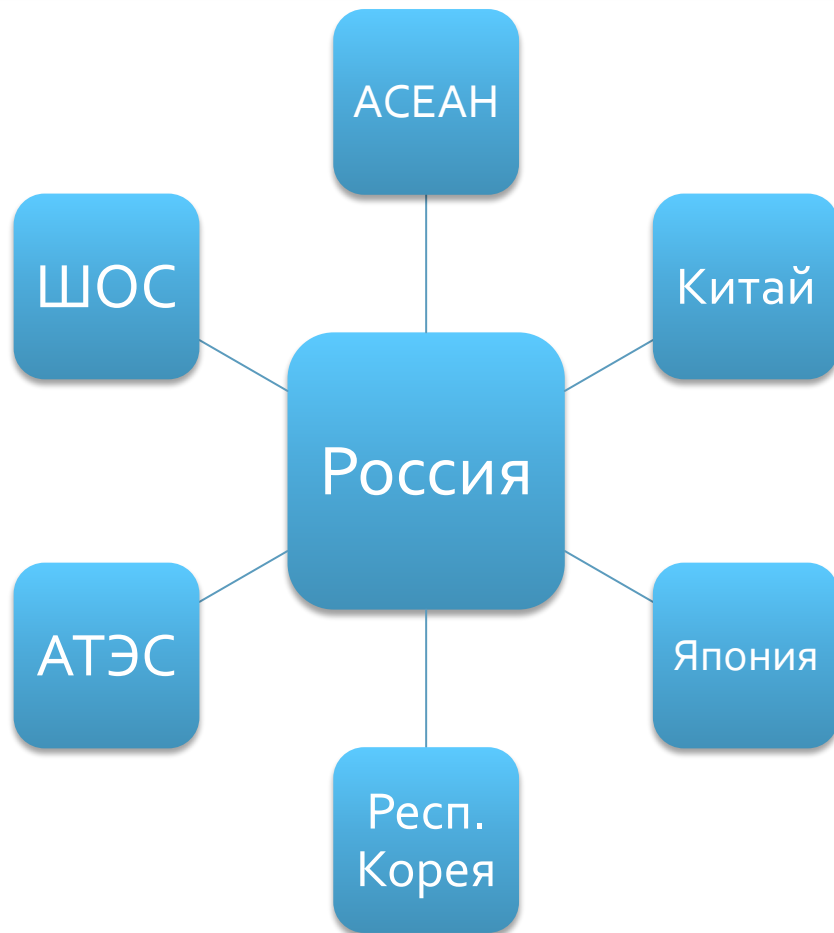 АСЕАН
ШОС
Китай
Россия
АТЭС
Япония
Респ.
Корея